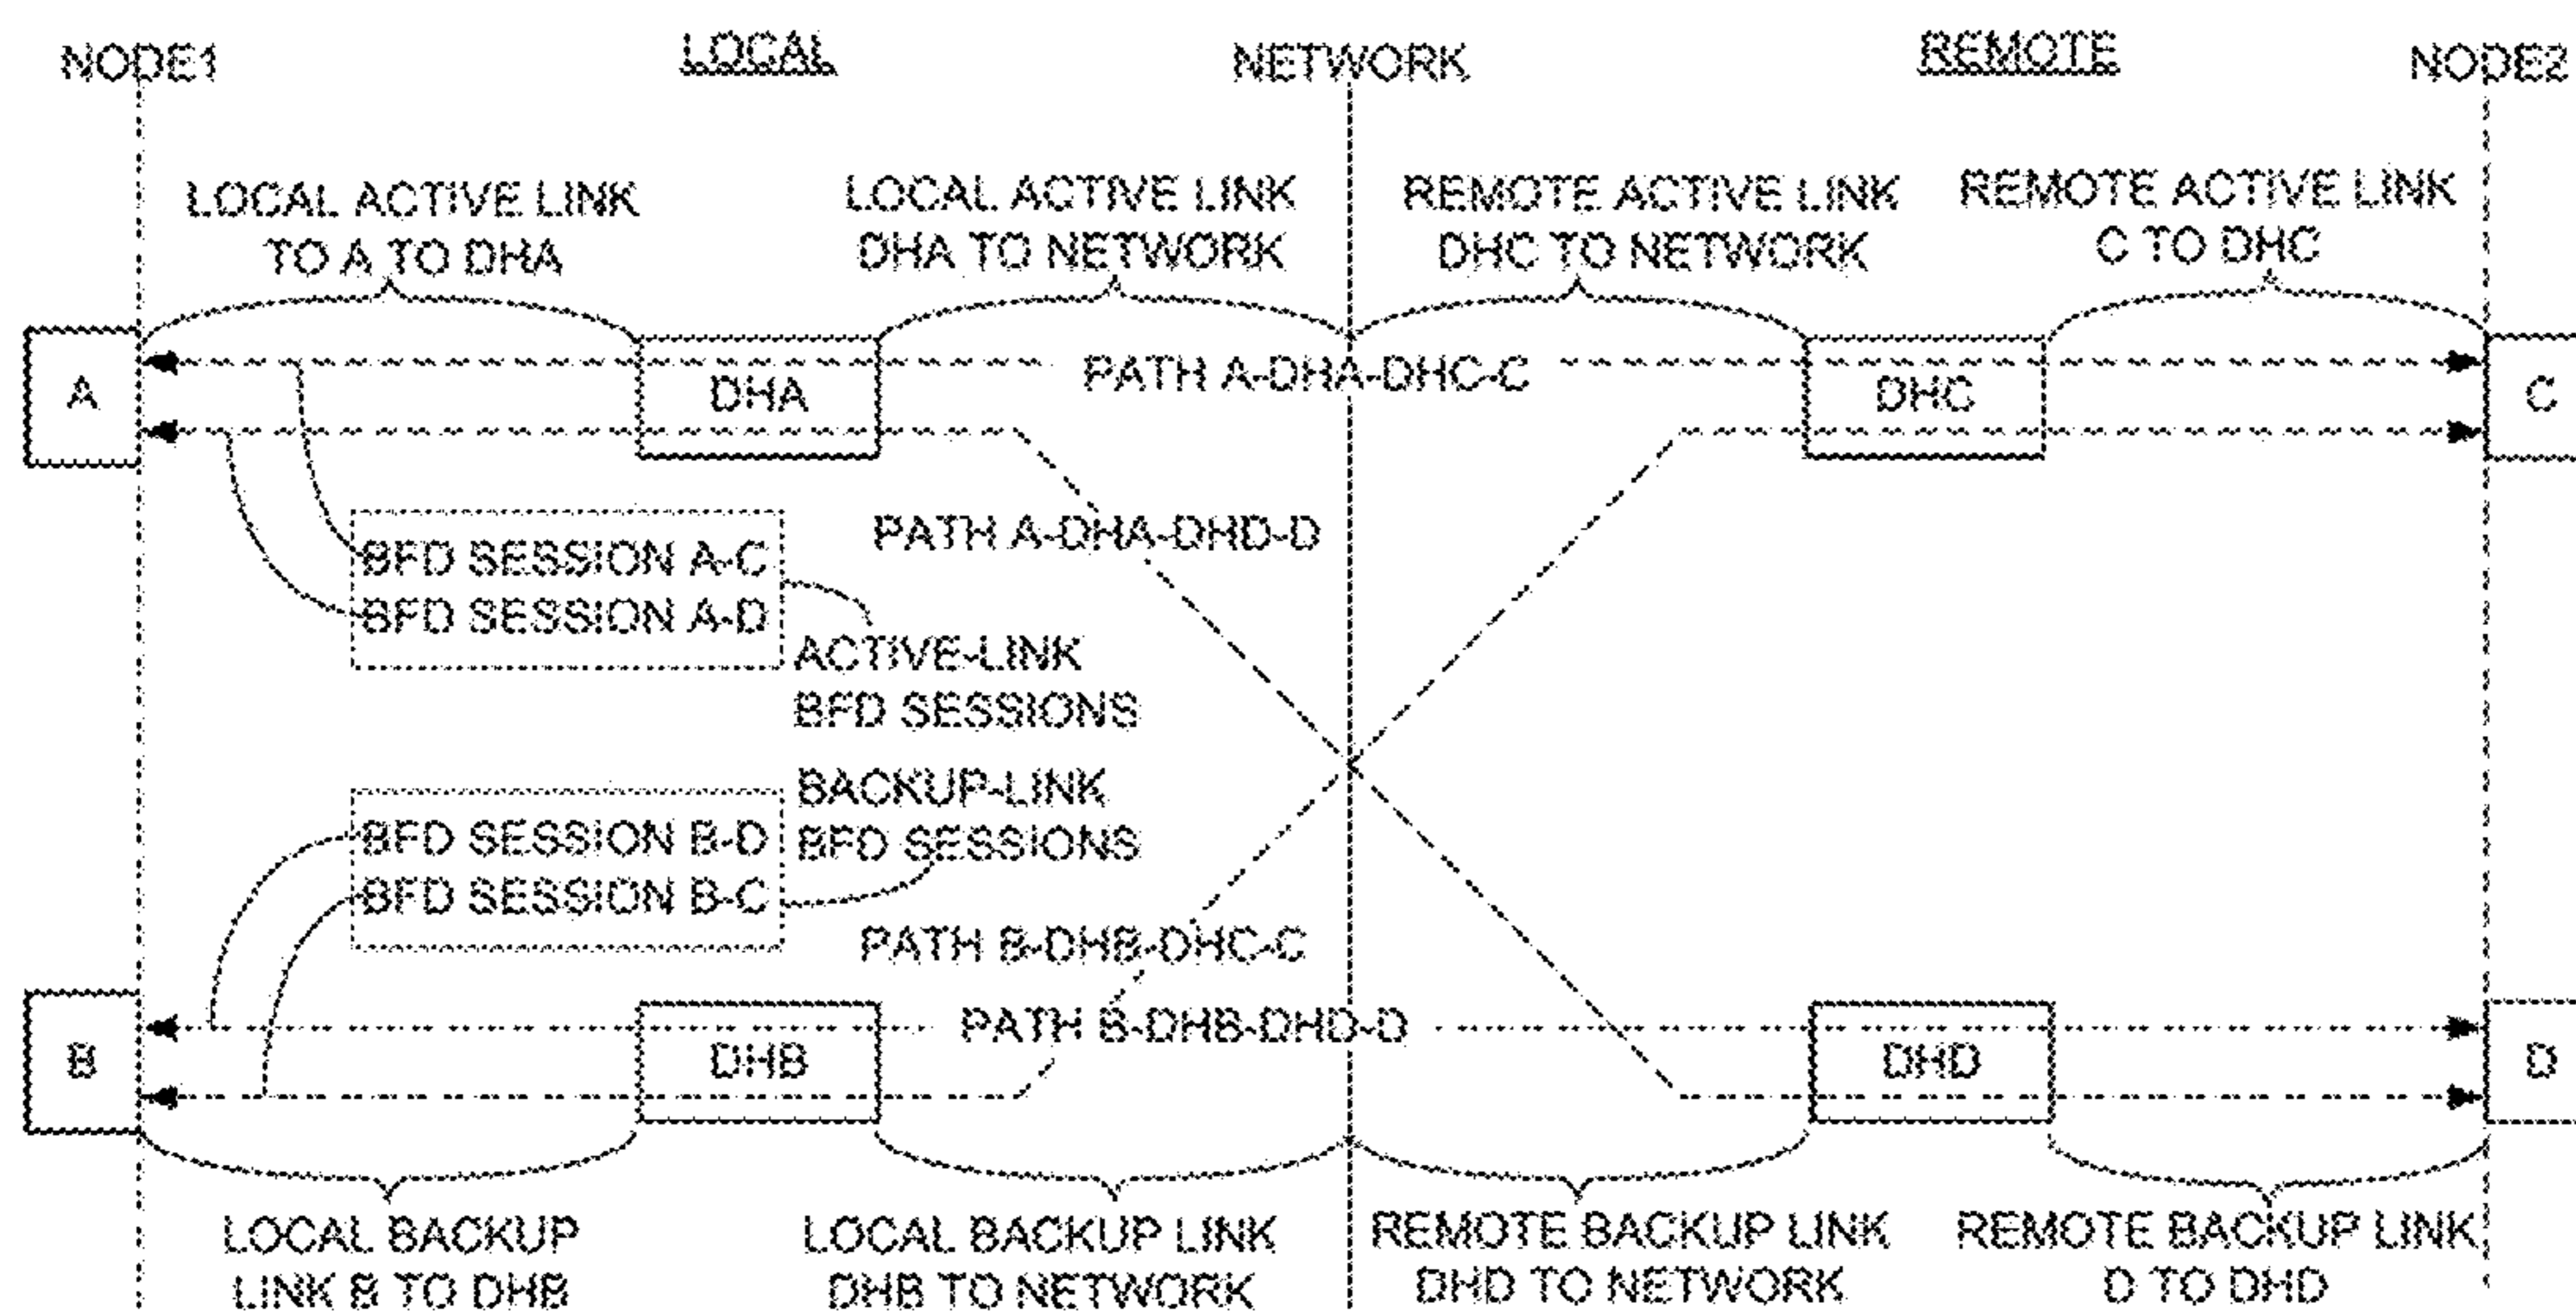 NODE1
LOCAL
NETWORK
REMOTE
NODE2
LOCAL ACTIVE LINK
TO A TO DHA
LOCAL ACTIVE LINK
DHA TO NETWORK
REMOTE ACTIVE LINK
DHC TO NETWORK
REMOTE ACTIVE LINK
C TO DHC
A
DHA
PATH A-DHA-DHC-C
DHC
C
PATH A-DHA-DHD-D
BFD SESSION A-C
BFD SESSION A-D
ACTIVE-LINK
BFD SESSIONS
BACKUP-LINK
BFD SESSIONS
BFD SESSION B-D
BFD SESSION B-C
PATH B-DHB-DHC-C
B
DHB
PATH B-DHB-DHD-D
DHD
D
LOCAL BACKUP
LINK B TO DHB
LOCAL BACKUP LINK
DHB TO NETWORK
REMOTE BACKUP LINK
DHD TO NETWORK
REMOTE BACKUP LINK
D TO DHD